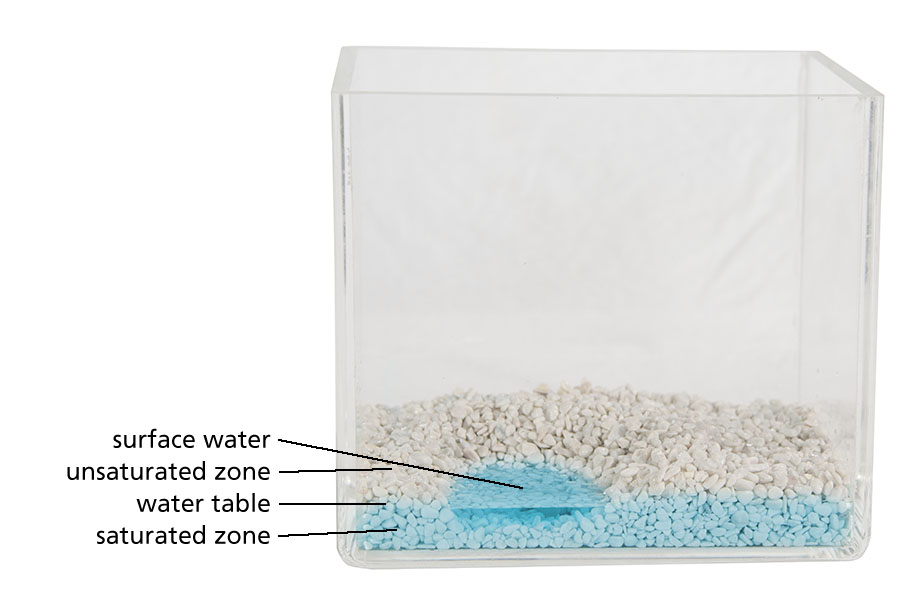 surface water
unsaturated zone
water table
saturated zone